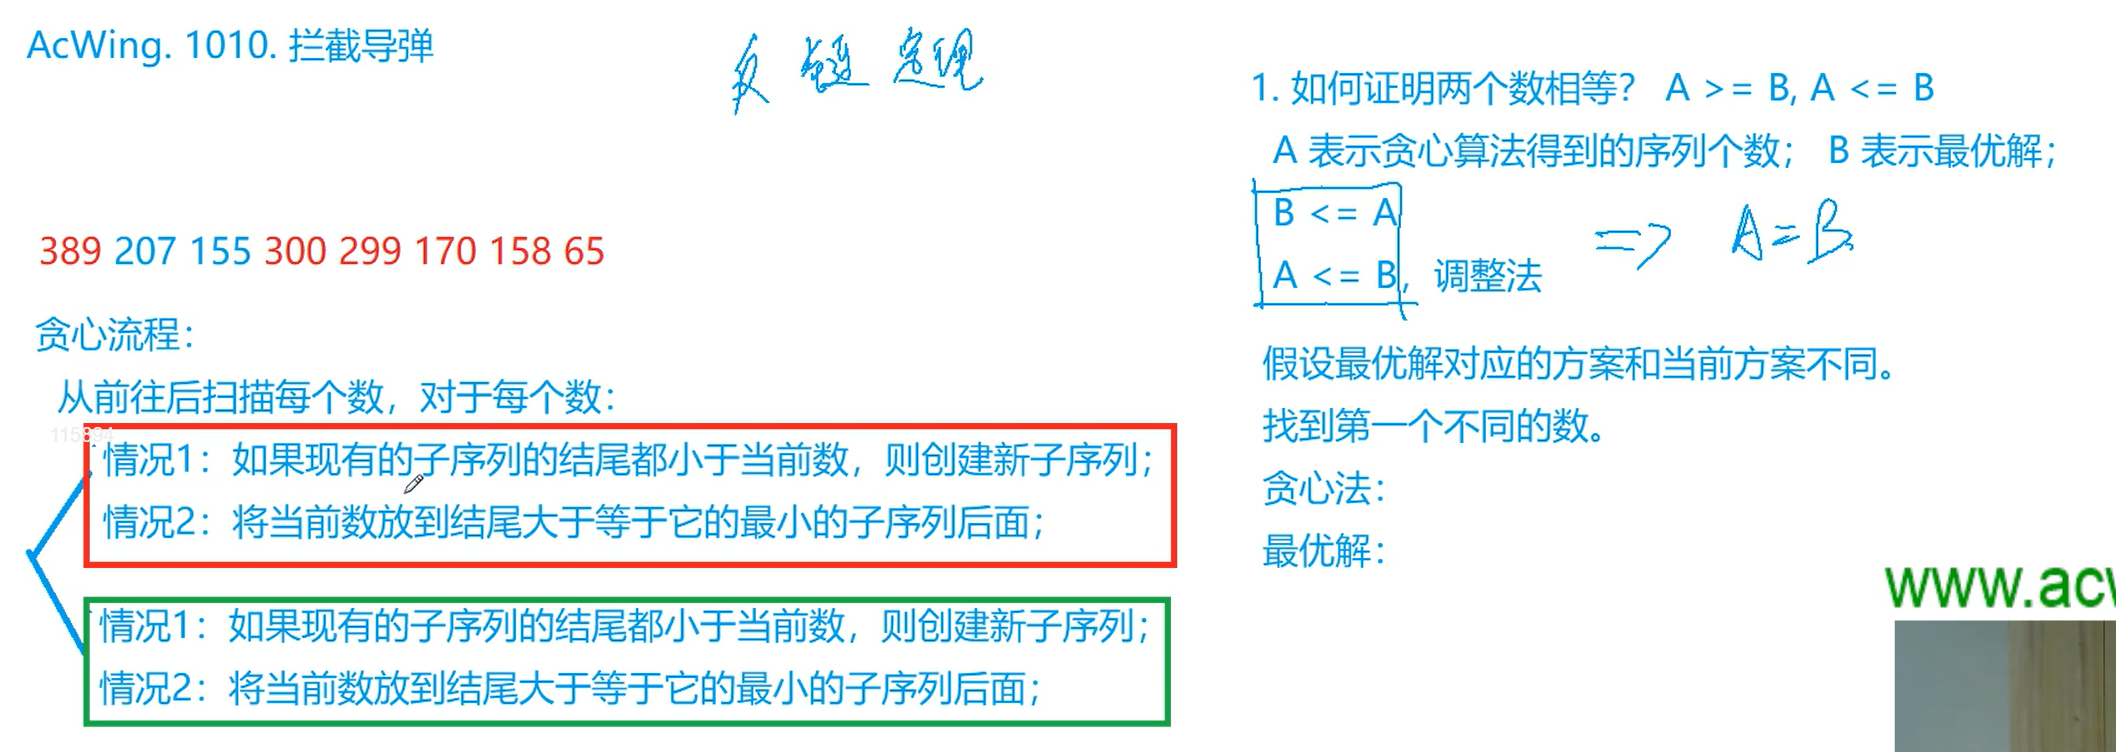 AcWing. 1010. 拦截导弹
反链定理
389 207 155 300 299 170 158 65
贪心流程：
从前往后扫描每个数，对于每个数：
115894
情况1：如果现有的子序列的结尾都小于当前数，则创建新子序列；
情况2：将当前数放到结尾大于等于它的最小的子序列后面；
情况1：如果现有的子序列的结尾都小于当前数，则创建新子序列；
情况2：将当前数放到结尾大于等于它的最小的子序列后面；
1. 如何证明两个数相等？ A >= B, A <= B
A 表示贪心算法得到的序列个数； B 表示最优解；
B <= A
A <= B，调整法
=> A=B
假设最优解对应的方案和当前方案不同。
找到第一个不同的数。
贪心法：
最优解：
www.acw